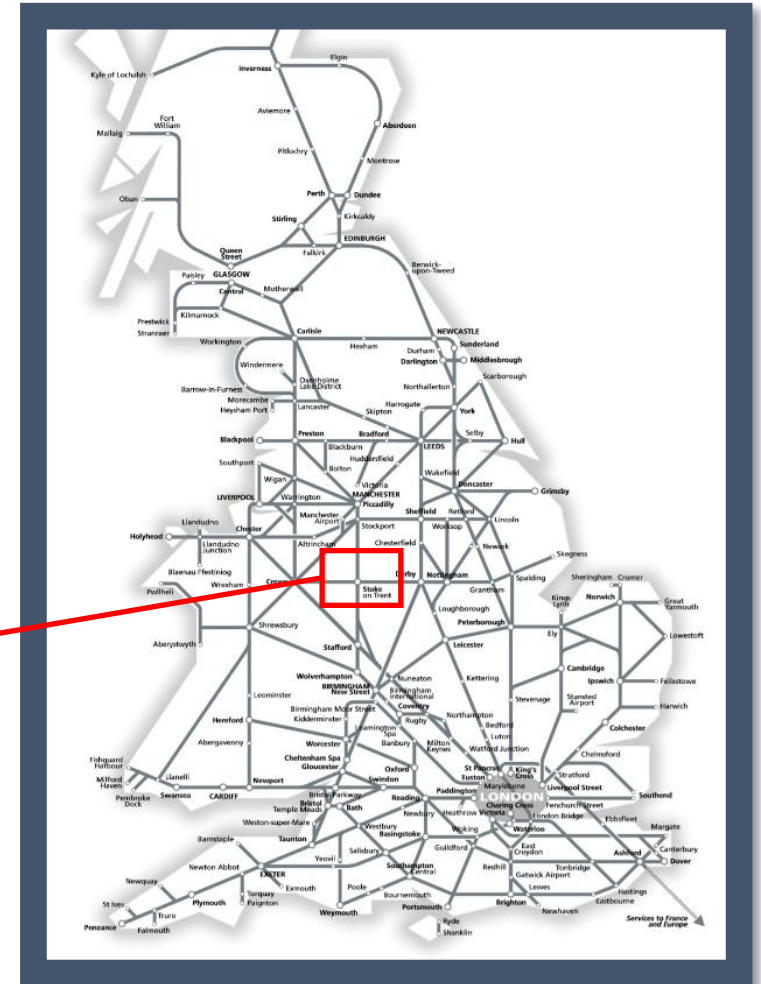 Elgin
Inverness
Kyle of Lochalsh
Aviemore
Fort
William
Mallaig
Aberdeen
Pitlochry
Montrose
Perth
Dundee
Oban
Stirling
Kirkcaldy
EDINBURGH
Queen
Street
Falkirk
Berwick-
upon-Tweed
Paisley
GLASGOW
Central
Motherwell
Prestwick
Kilmarnock
Stranraer
Carlisle
NEWCASTLE
Workington
Hexham
Sunderland
Durham
Darlington
Middlesbrough
Windermere
Oxenholme
Lake District
Scarborough
Barrow-in-Furness
Northallerton
Morecambe
Heysham Port
Lancaster
Harrogate
York
Skipton
Blackpool
Preston
Bradford
Selby
Hull
Blackburn
LEEDS
Huddersfield
Southport
Bolton
Wakefield
Wigan
Victoria
Doncaster
Grimsby
LIVERPOOL
Warrington
MANCHESTER
Piccadilly
Manchester
Airport
Sheffield
Retford
Lincoln
Llandudno
Stockport
Worksop
Holyhead
Chester
Llandudno
Junction
Altrincham
Chesterfield
Newark
Skegness
Blaenau Ffestiniog
Wrexham
Crewe
Derby
Nottingham
Spalding
Sheringham
Cromer
Pwllheli
Stoke
on Trent
Grantham
Kings
Lynn
Norwich
Great
Yarmouth
Loughborough
Shrewsbury
Peterborough
Ely
Lowestoft
Aberystwyth
Stafford
Leicester
Wolverhampton
Cambridge
Nuneaton
Kettering
Ipswich
Felixstowe
BIRMINGHAM
New Street
Birmingham
International
Leominster
Stevenage
Stansted
Airport
Harwich
Birmingham Moor Street
Coventry
Kidderminster
Rugby
Northampton
Hereford
Leamington
Spa
Bedford
Colchester
Abergavenny
Worcester
Banbury
Milton
Keynes
Luton
Watford Junction
Chelmsford
Cheltenham Spa
Gloucester
Oxford
St Pancras
King's
Cross
Fishguard
Harbour
Euston
Stratford
Milford
Haven
Llanelli
Newport
Swindon
Marylebone
Liverpool Street
Pembroke
Dock
Swansea
CARDIFF
Bristol Parkway
Reading
Paddington
LONDON
Southend
Bristol
Temple Meads
Bath
Newbury
Heathrow
Victoria
Charing Cross
Fenchurch Street
London Bridge
Ebbsfleet
Weston-super-Mare
Westbury
Basingstoke
Woking
Waterloo
Margate
Barnstaple
Taunton
Salisbury
Guildford
East
Croydon
Canterbury
Newton Abbot
Yeovil
Southampton
Central
Redhill
Tonbridge
Ashford
Dover
EXETER
Gatwick Airport
Newquay
Exmouth
Poole
Bournemouth
Lewes
Hastings
St Ives
Plymouth
Torquay
Paignton
Weymouth
Portsmouth
Brighton
Newhaven
Eastbourne
Truro
Penzance
Falmouth
Ryde
Shanklin
Services to France
and Europe